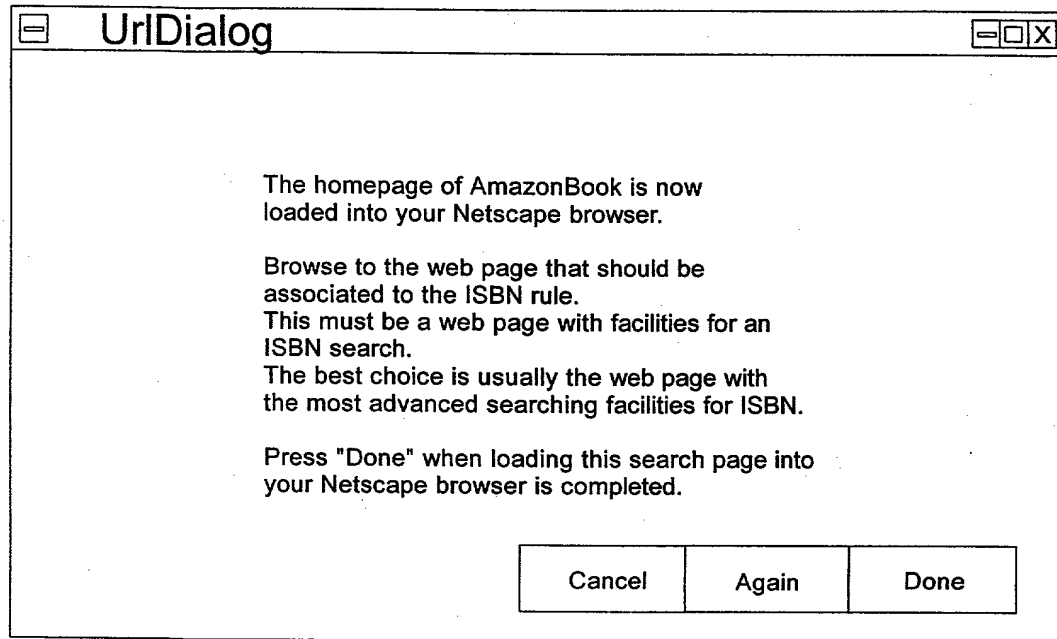 UrlDialog
The homepage of AmazonBook is now
loaded into your Netscape browser.
Browse to the web page that should be
associated to the ISBN rule.
This must be a web page with facilities for an
ISBN search.
The best choice is usually the web page with
the most advanced searching facilities for ISBN.
Press "Done" when loading this search page into
your Netscape browser is completed.
Cancel Again Done